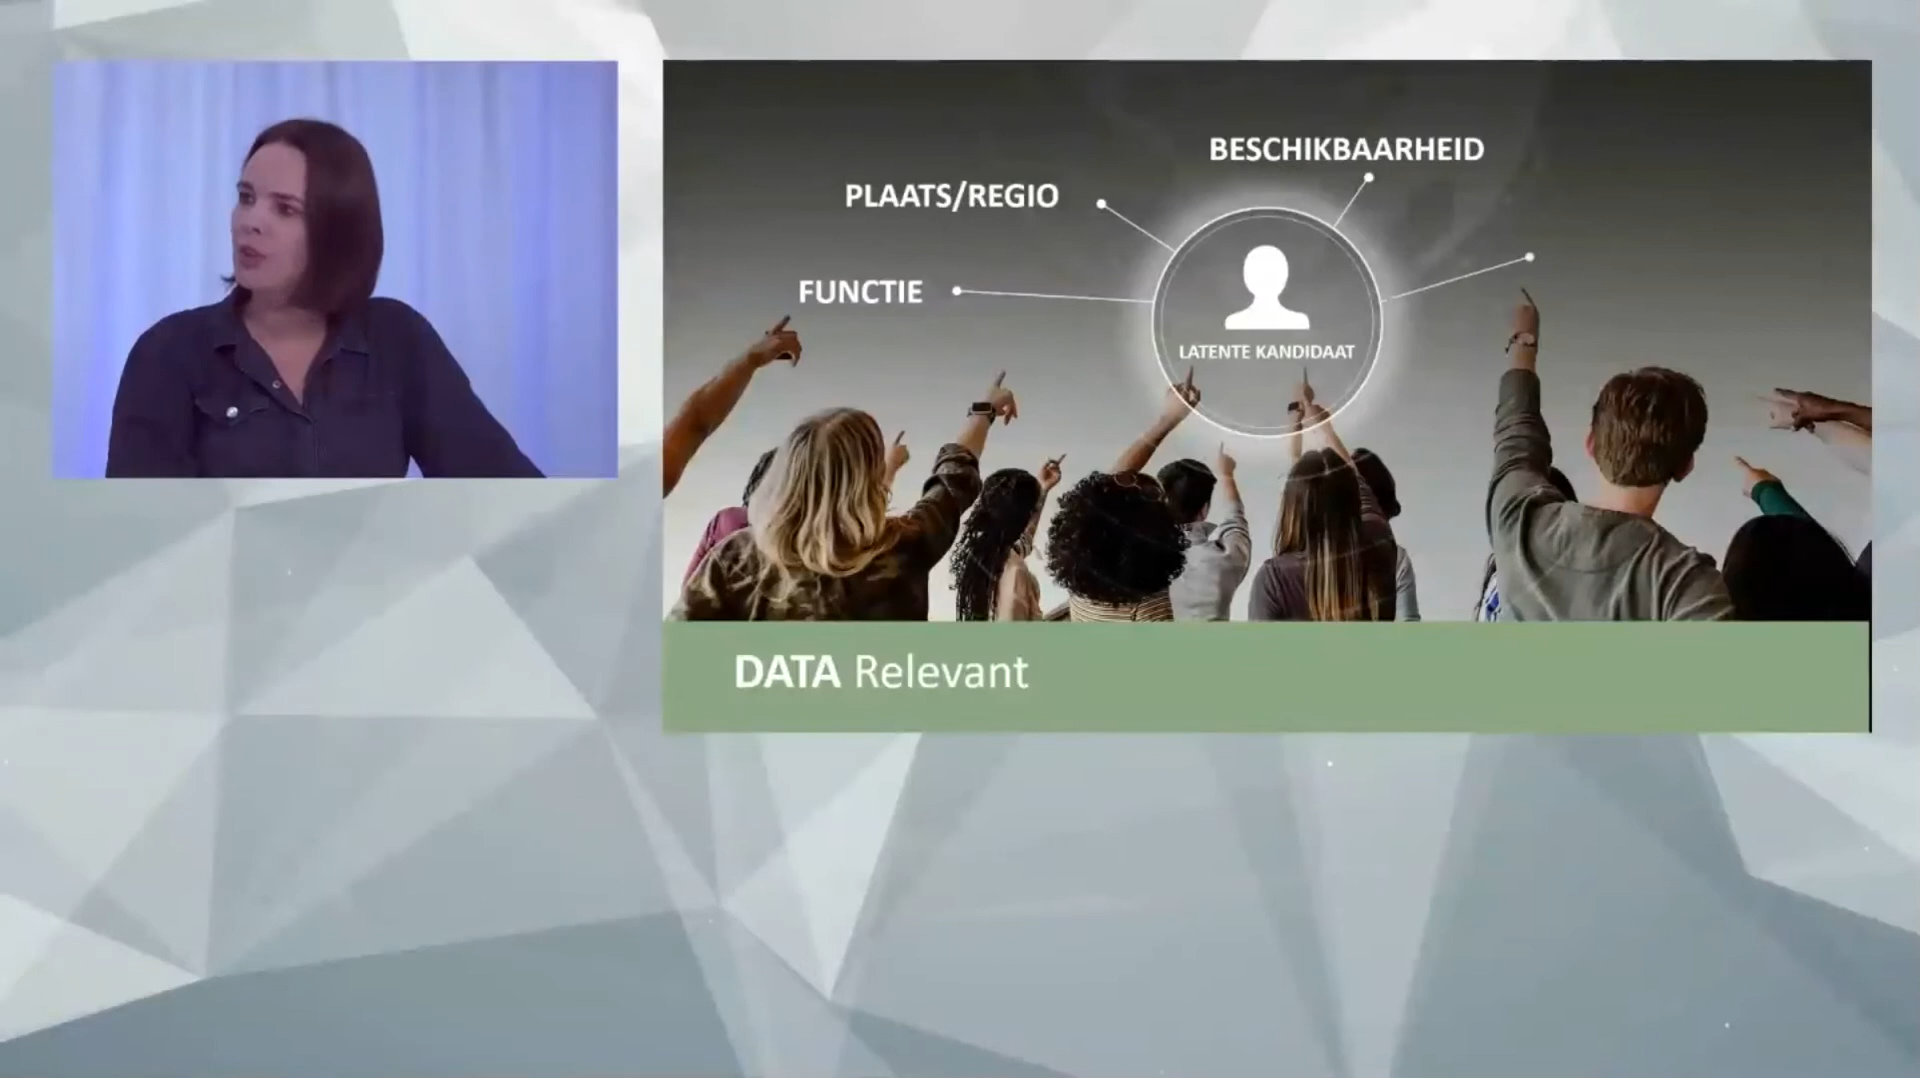 BESCHIKBAARHEID
PLAATS/REGIO
FUNCTIE
LATENTE KANDIDAAT
DATA Relevant